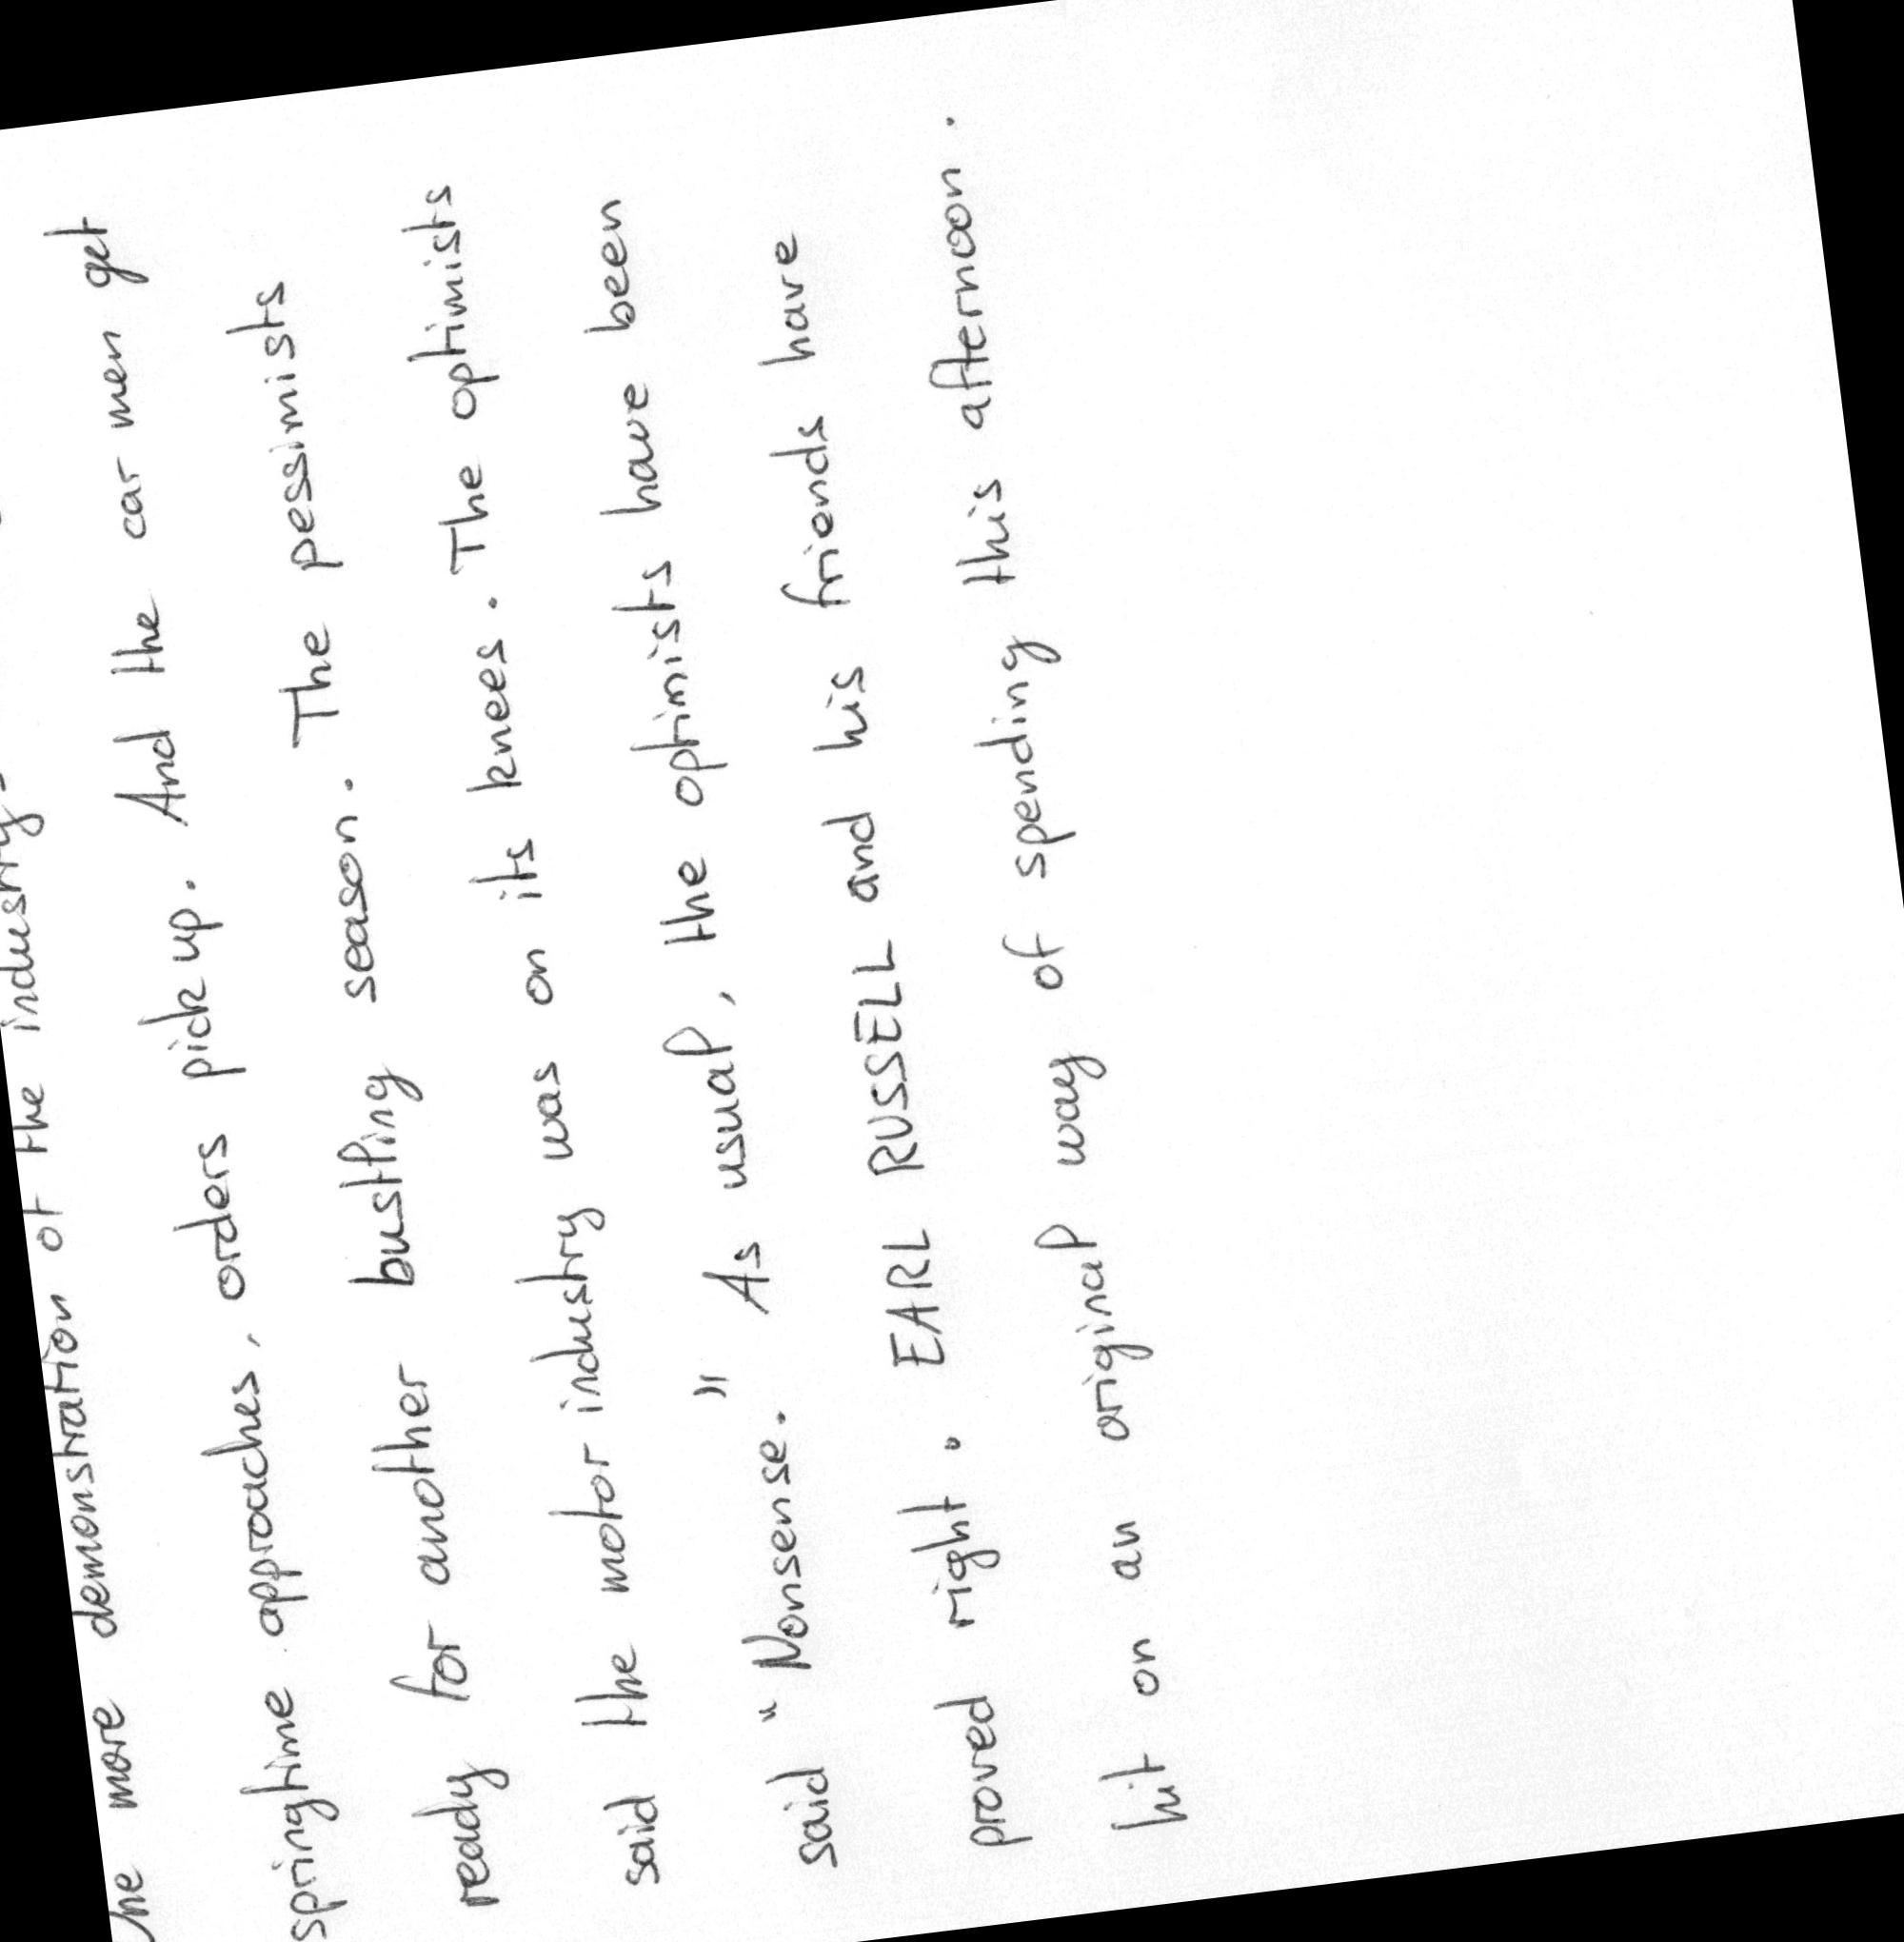 one more demonstration of the industry
springtime approaches, orders pick up. And the car men get
ready for another bustling season. The pessimists
said the motor industry was on its knees. The optimists
said "Nonsense." As usual, the optimists have been
proved right. EARL RUSSELL and his friends have
hit on an original way of spending this afternoon.